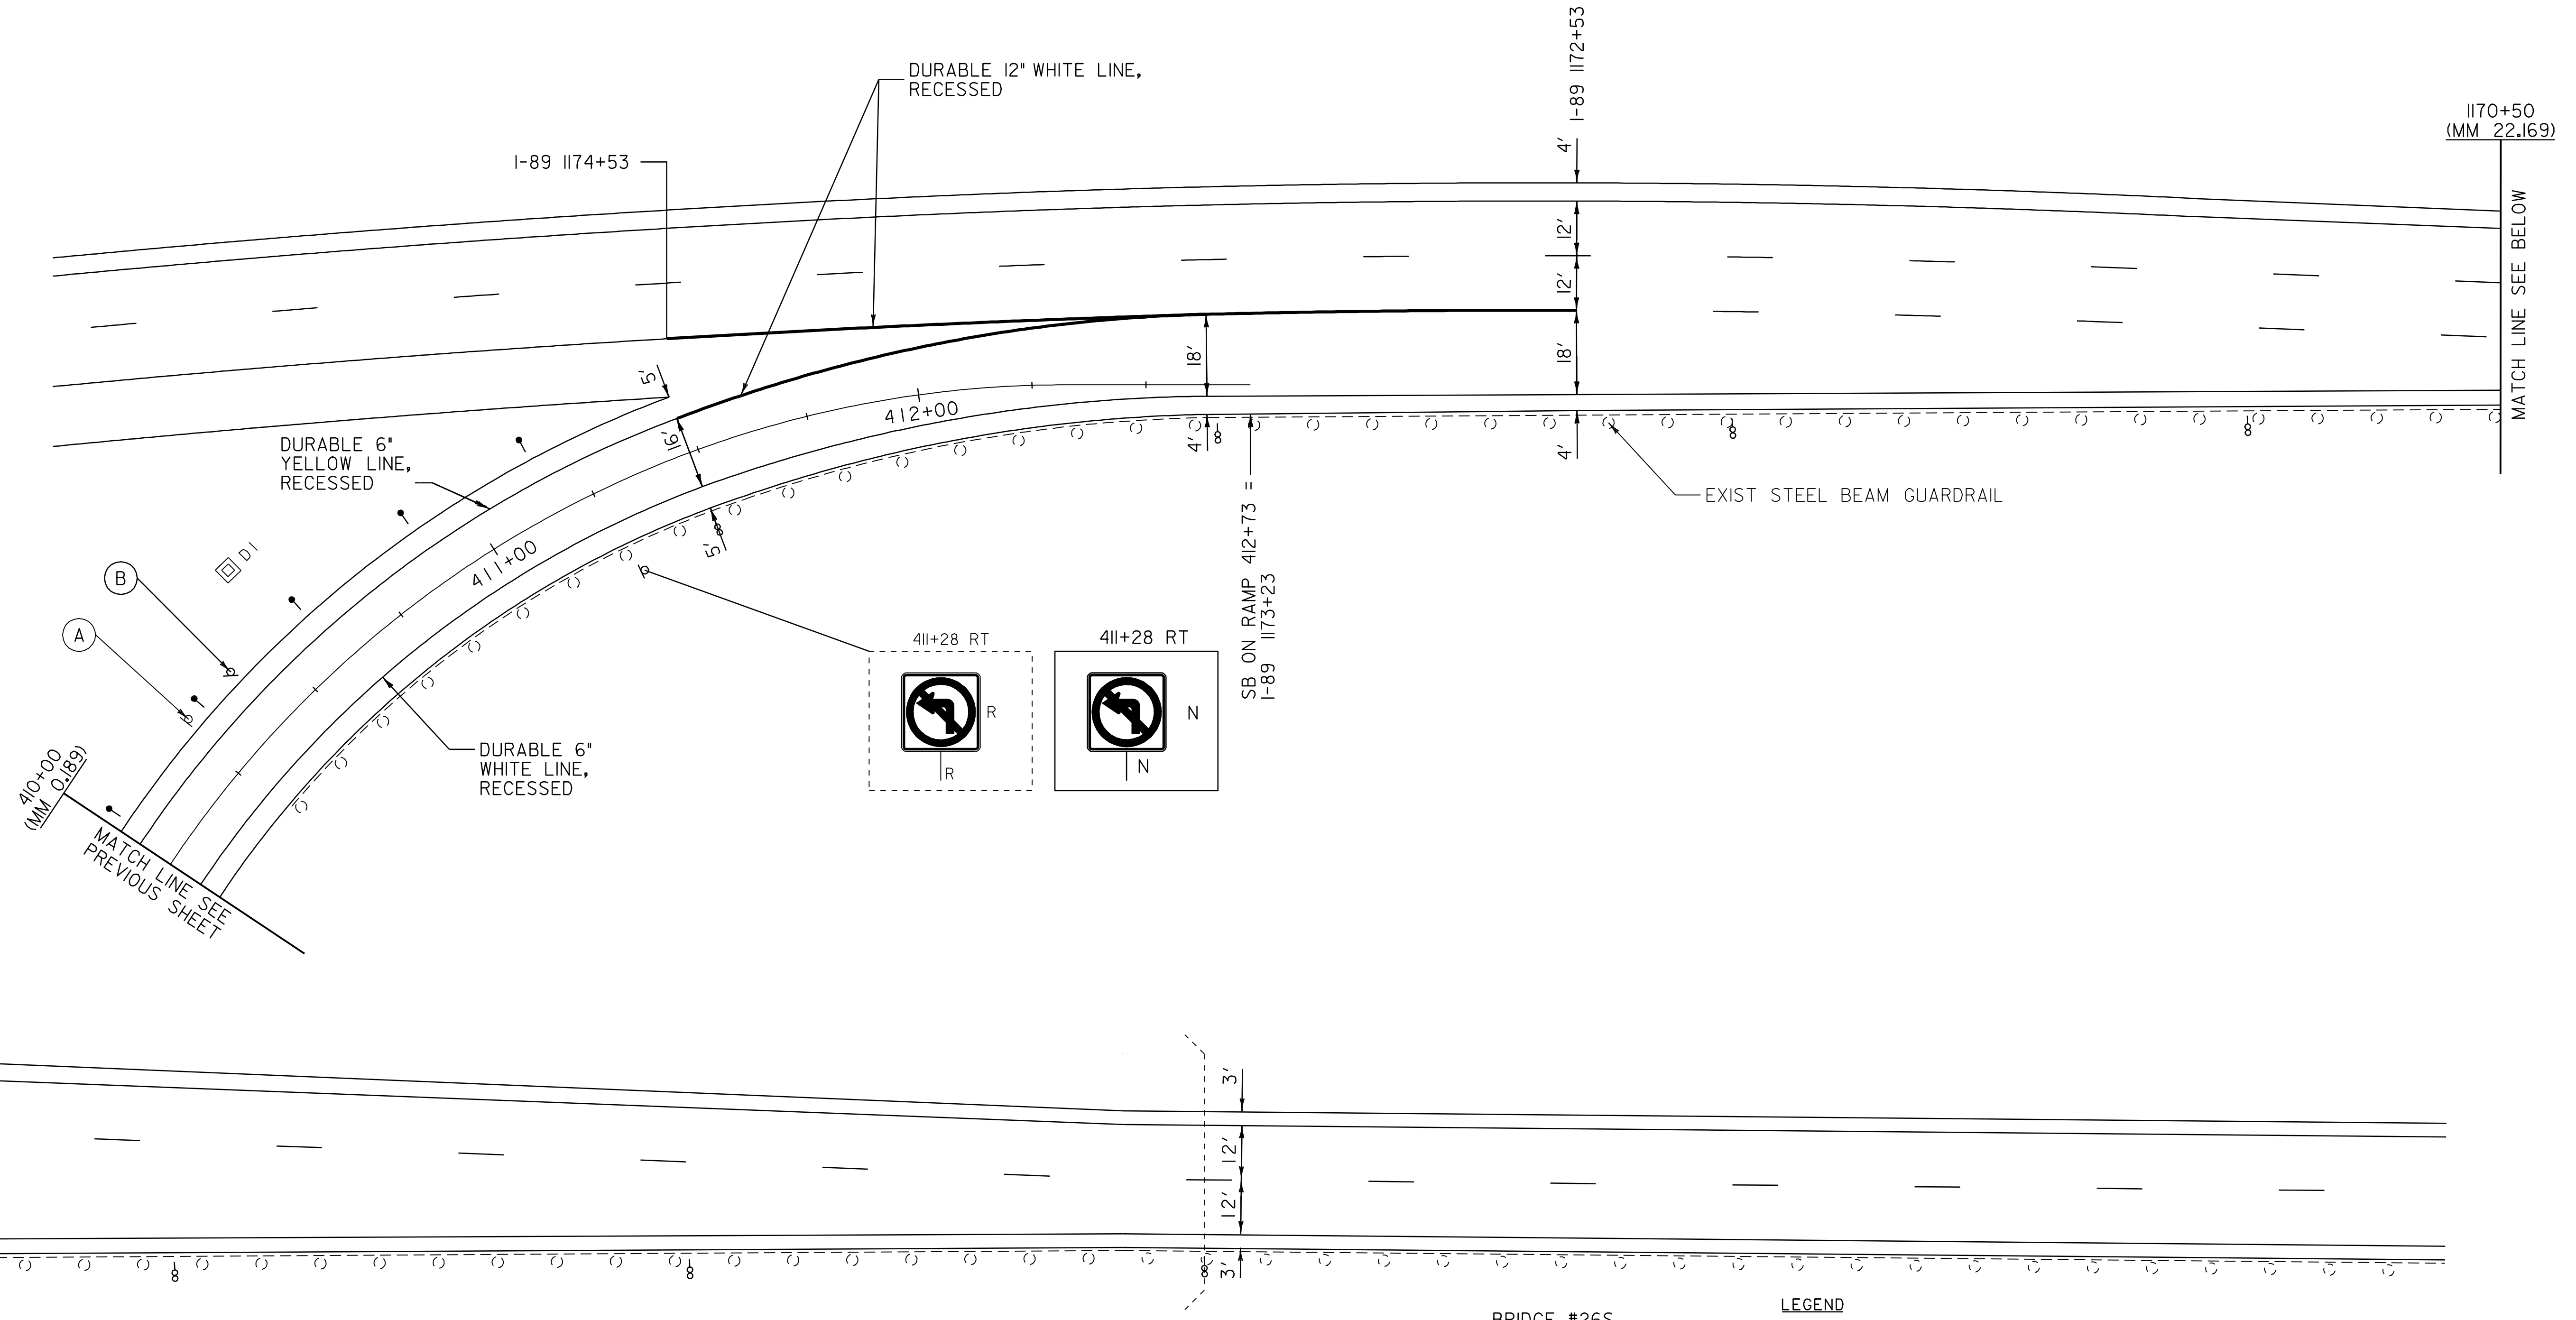 I-89 1172+53
DURABLE 12" WHITE LINE,
RECESSED
1170+50
(MM 22.169)
4'
I-89 1174+53
MATCH LINE SEE BELOW
12'
12'
18'
18'
5'
412+00
DURABLE 6"
YELLOW LINE,
RECESSED
16'
4'
4'
EXIST STEEL BEAM GUARDRAIL
5'
411+00
D1
B
A
SB ON RAMP 412+73 =
I-89 1173+23
411+28 RT
411+28 RT
R
N
R
N
DURABLE 6"
WHITE LINE,
RECESSED
410+00
(MM 0.189)
MATCH LINE SEE
PREVIOUS SHEET
3'
12'
12'
3'
LEGEND
BRIDGE #26S